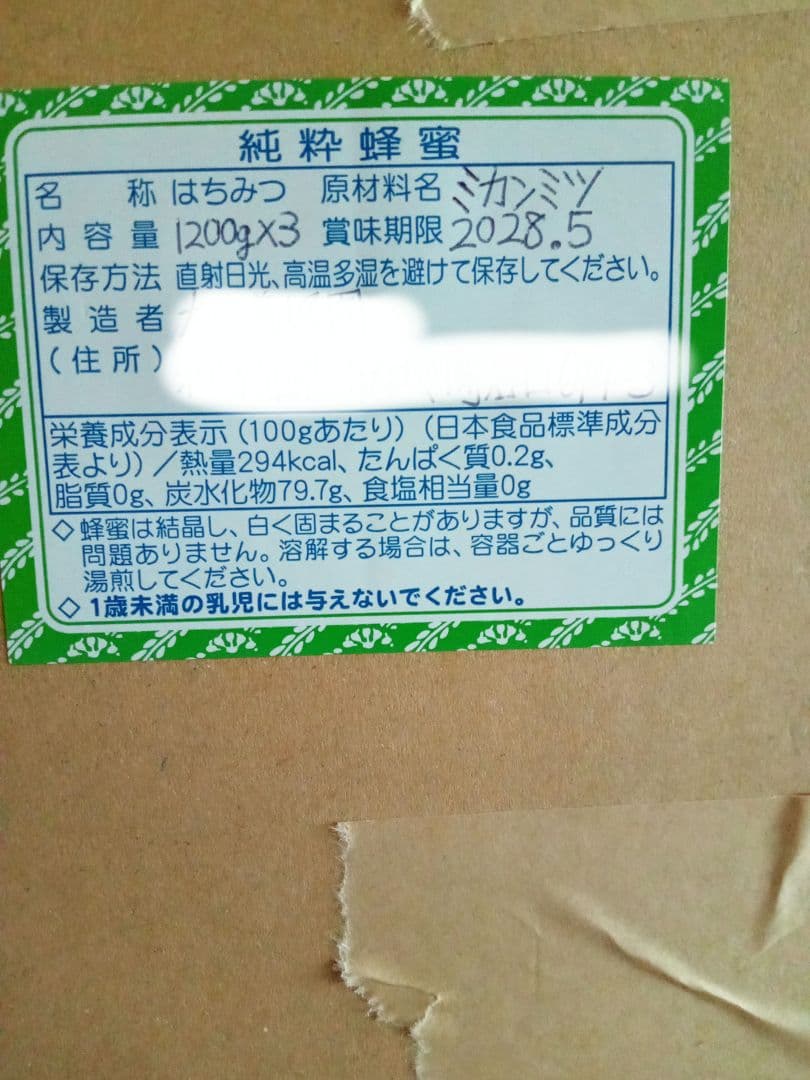 純粋蜂蜜
名称 はちみつ 原材料名 ミカンミツ
内容量 1200g×3 賞味期限 2028.5
保存方法 直射日光、高温多湿を避けて保存してください。
製造者
(住所)
栄養成分表示(100gあたり)(日本食品標準成分
表より)/熱量294kcal、たんぱく質0.2g、
脂質0g、炭水化物79.7g、食塩相当量0g
◇蜂蜜は結晶し、白く固まることがありますが、品質には
問題ありません。溶解する場合は、容器ごとゆっくり
湯煎してください。
◇1歳未満の乳児には与えないでください。